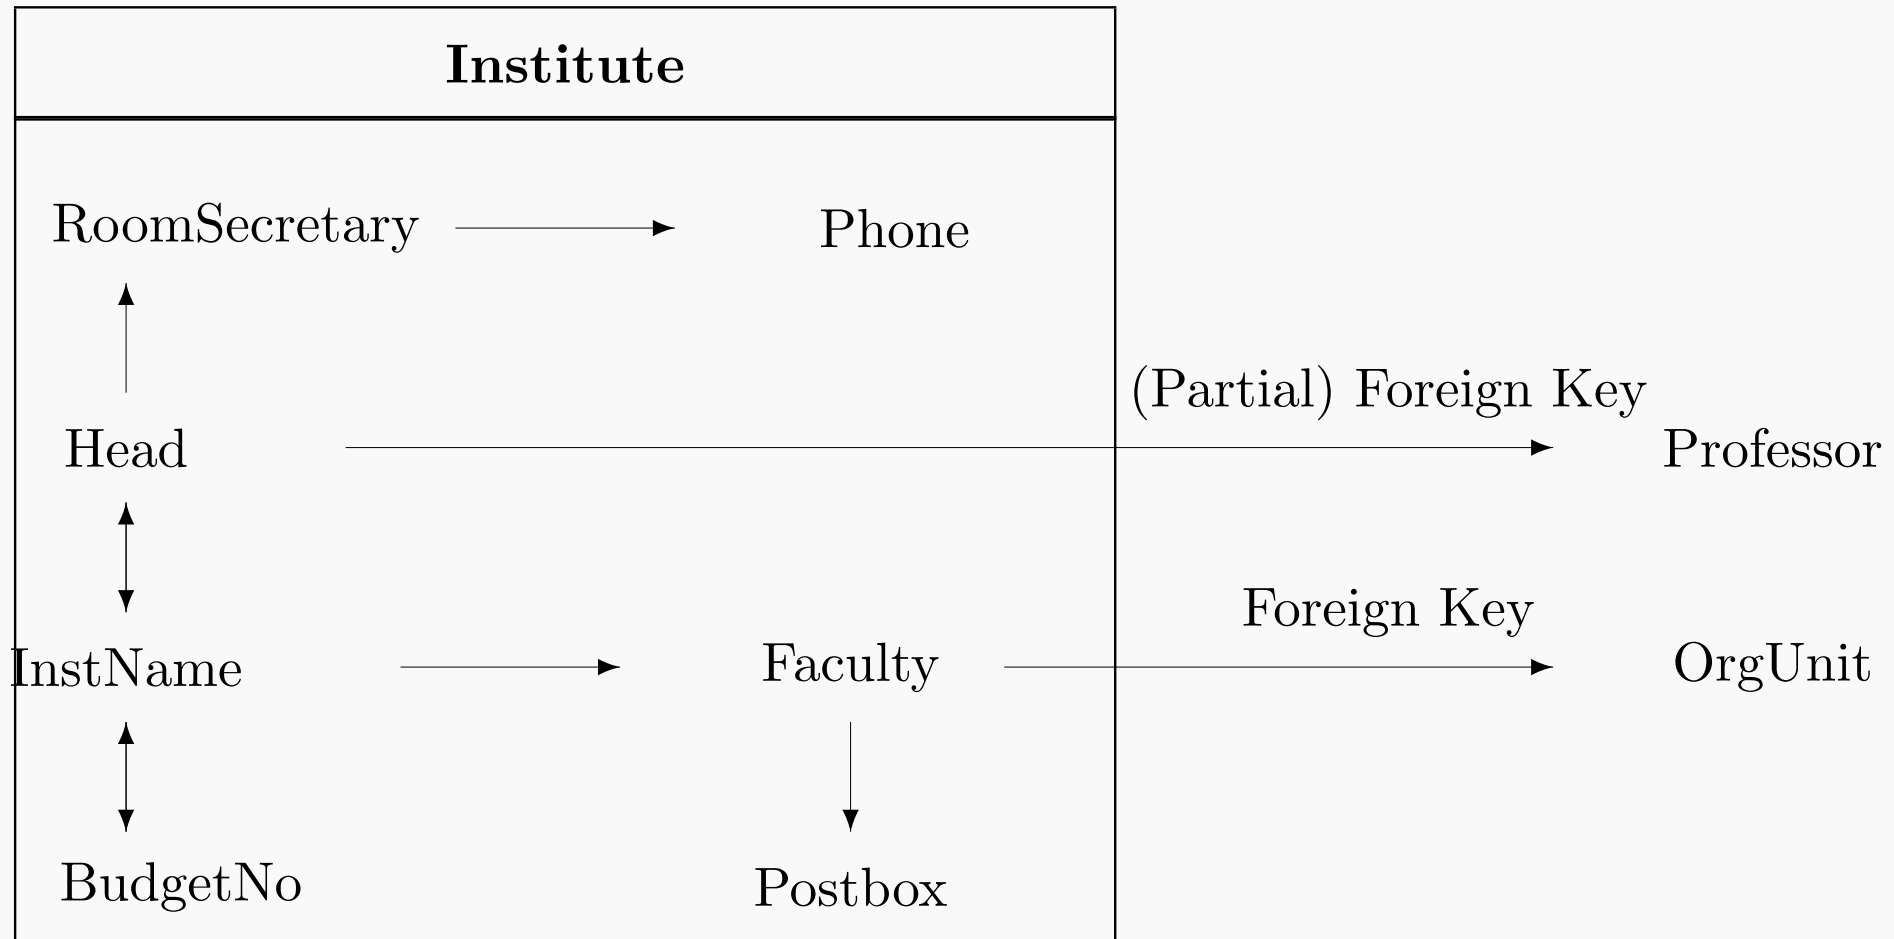 Institute
RoomSecretary
Phone
(Partial) Foreign Key
Head
Professor
Foreign Key
InstName
Faculty
OrgUnit
BudgetNo
Postbox